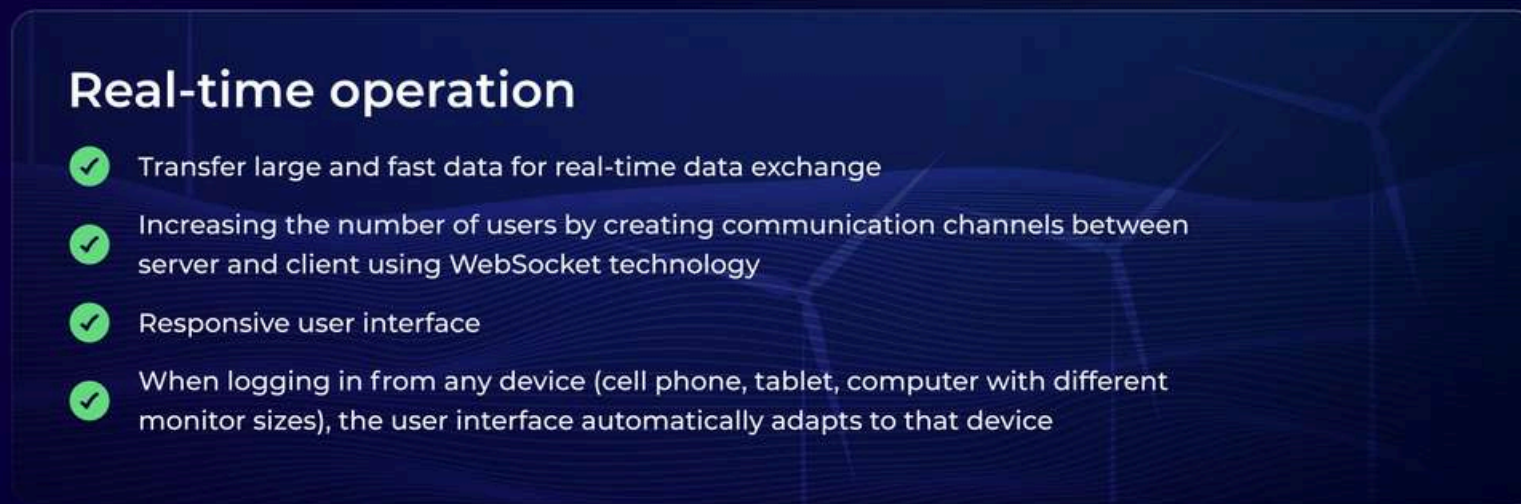 Real-time operation
Transfer large and fast data for real-time data exchange
Increasing the number of users by creating communication channels between
server and client using WebSocket technology
Responsive user interface
When logging in from any device (cell phone, tablet, computer with different
monitor sizes), the user interface automatically adapts to that device